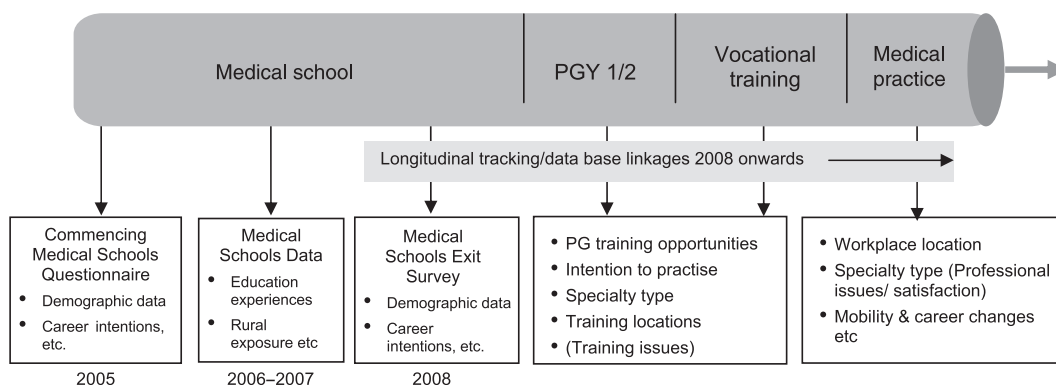 Medical school
PGY 1/2
Vocational
training
Medical
practice
Longitudinal tracking/data base linkages 2008 onwards
Commencing
Medical Schools
Questionnaire
• Demographic data
• Career intentions,
etc.
2005
Medical
Schools Data
• Education
experiences
• Rural
exposure etc
2006–2007
Medical
Schools Exit
Survey
• Demographic data
• Career
intentions, etc.
2008
• PG training opportunities
• Intention to practise
• Specialty type
• Training locations
• (Training issues)
• Workplace location
• Specialty type (Professional
issues/ satisfaction)
• Mobility & career changes
etc